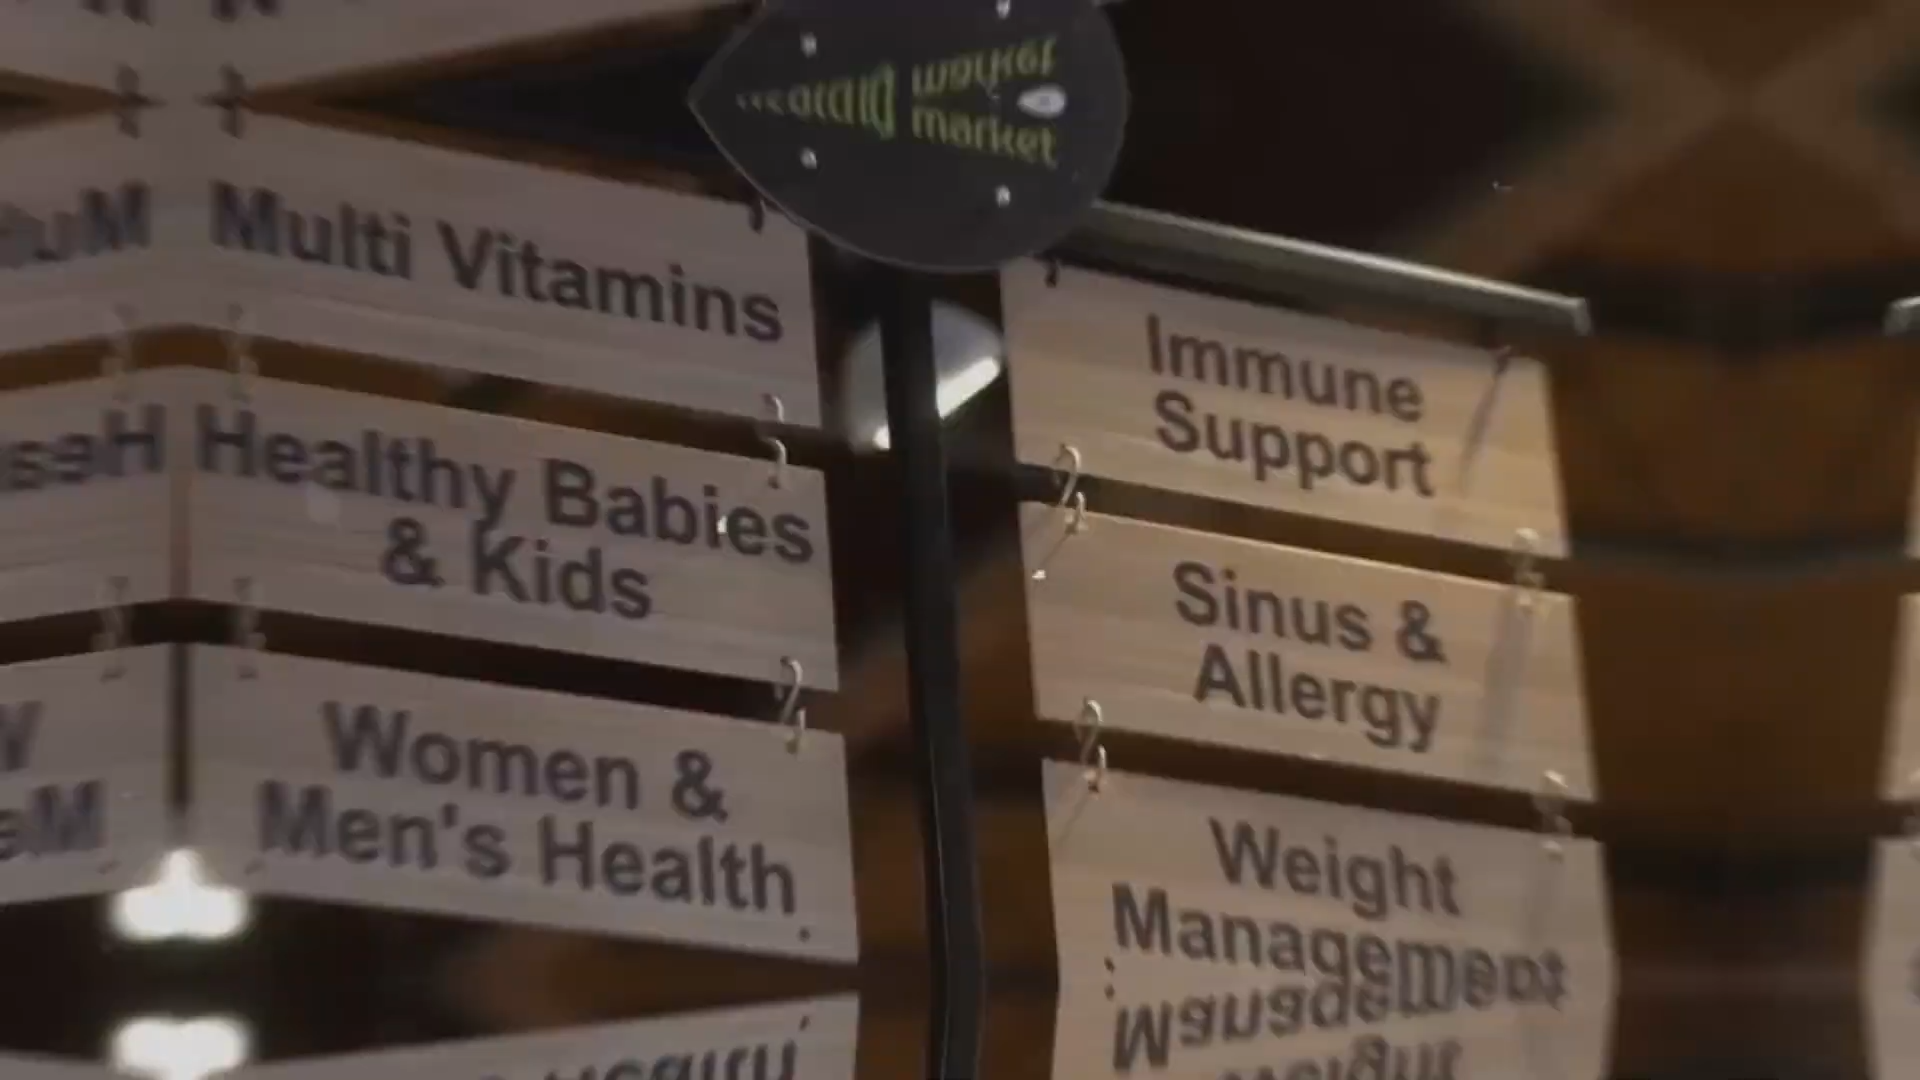 market
Multi Vitamins
Healthy Babies
& Kids
Women &
Men's Health
Immune
Support
Sinus &
Allergy
Weight
Management